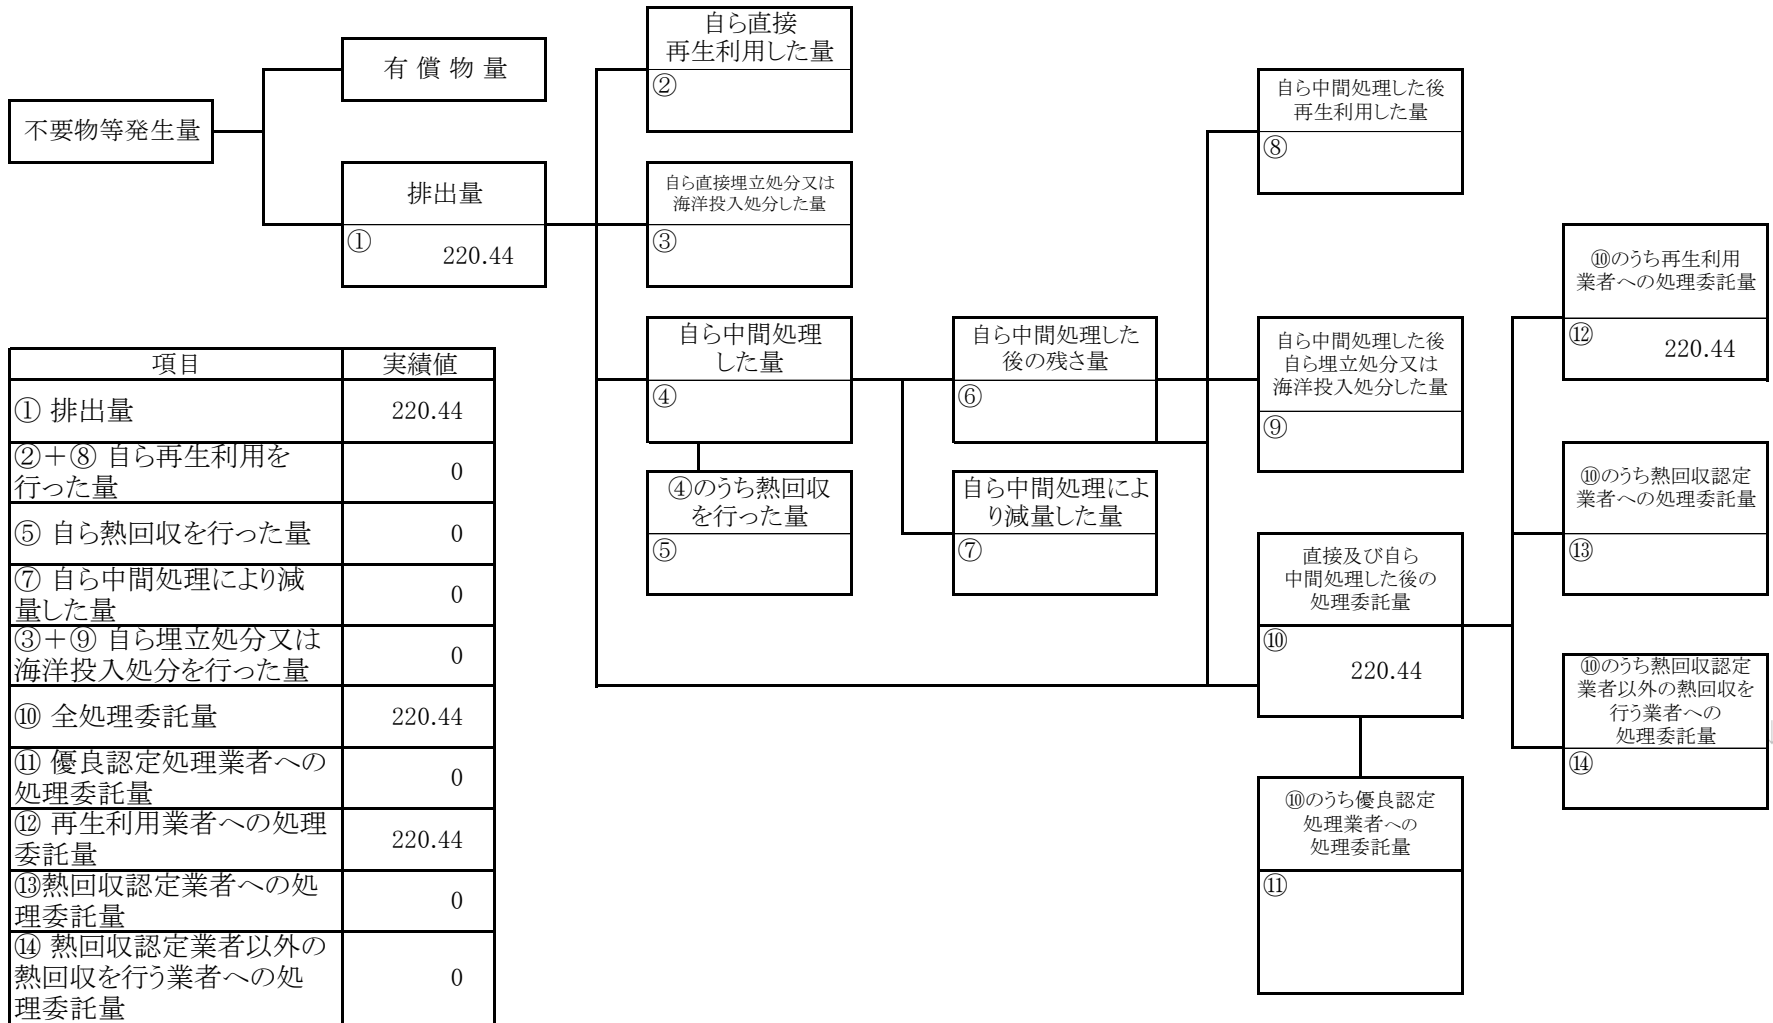 不要物等発生量
有 償 物 量
排出量
①
220.44
自ら直接
再生利用した量
②
自ら直接埋立処分又は
海洋投入処分した量
③
自ら中間処理
した量
④
④のうち熱回収
を行った量
⑤
自ら中間処理した
後の残さ量
⑥
自ら中間処理によ
り減量した量
⑦
自ら中間処理した後
再生利用した量
⑧
自ら中間処理した後
自ら埋立処分又は
海洋投入処分した量
⑨
直接及び自ら
中間処理した後の
処理委託量
⑩
220.44
⑩のうち優良認定
処理業者への
処理委託量
⑪
⑩のうち再生利用
業者への処理委託量
⑫
220.44
⑩のうち熱回収認定
業者への処理委託量
⑬
⑩のうち熱回収認定
業者以外の熱回収を
行う業者への
処理委託量
⑭
項目 実績値
① 排出量 220.44
②＋⑧ 自ら再生利用を
行った量 0
⑤ 自ら熱回収を行った量 0
⑦ 自ら中間処理により減
量した量 0
③＋⑨ 自ら埋立処分又は
海洋投入処分を行った量 0
⑩ 全処理委託量 220.44
⑪ 優良認定処理業者への
処理委託量 0
⑫ 再生利用業者への処理
委託量 220.44
⑬熱回収認定業者への処
理委託量 0
⑭ 熱回収認定業者以外の
熱回収を行う業者への処
理委託量 0